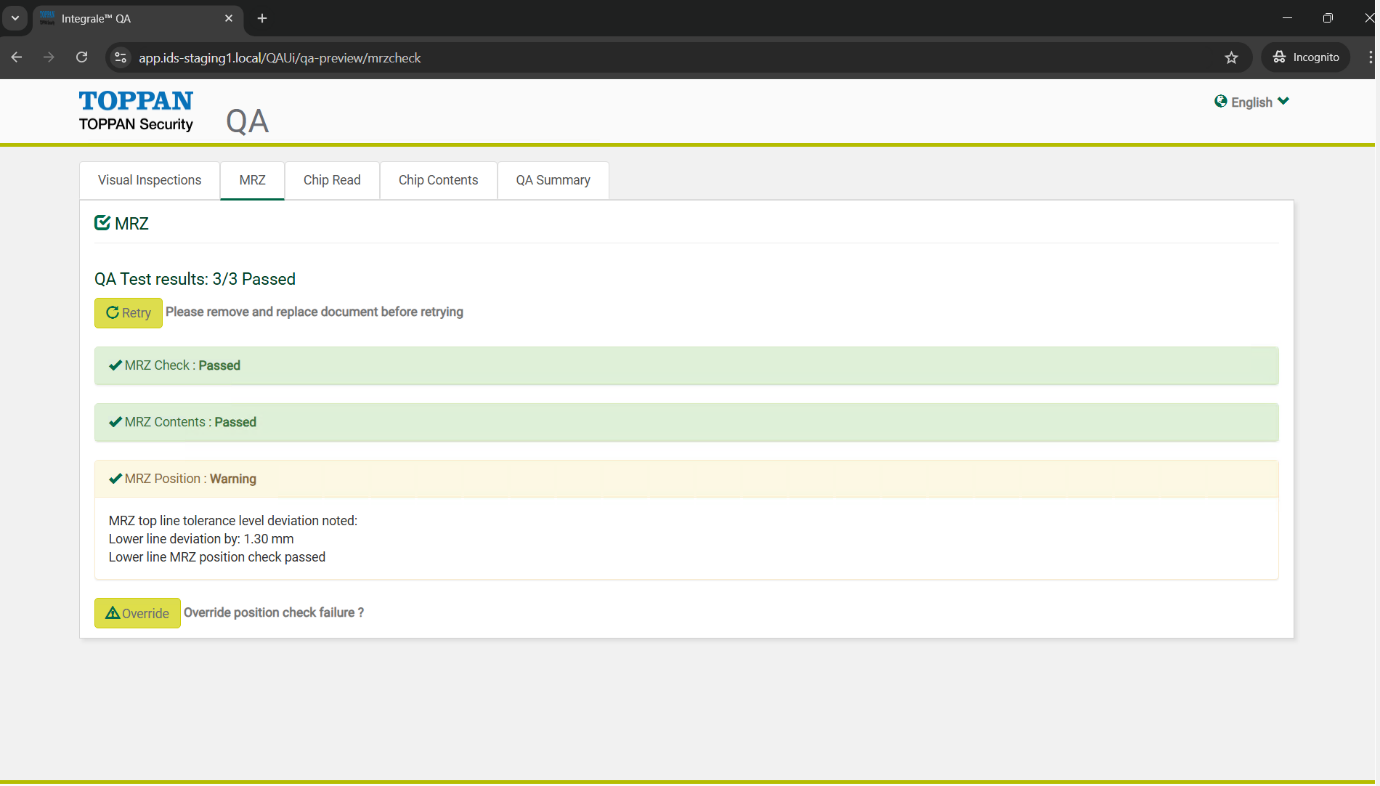 Integrale™ QA
app.ids-staging1.local/QAUi/qa-preview/mrzcheck
Incognito
TOPPAN
TOPPAN Security
QA
English
Visual Inspections
MRZ
Chip Read
Chip Contents
QA Summary
MRZ
QA Test results: 3/3 Passed
Retry Please remove and replace document before retrying
MRZ Check : Passed
MRZ Contents : Passed
MRZ Position : Warning
MRZ top line tolerance level deviation noted:
Lower line deviation by: 1.30 mm
Lower line MRZ position check passed
Override Override position check failure ?